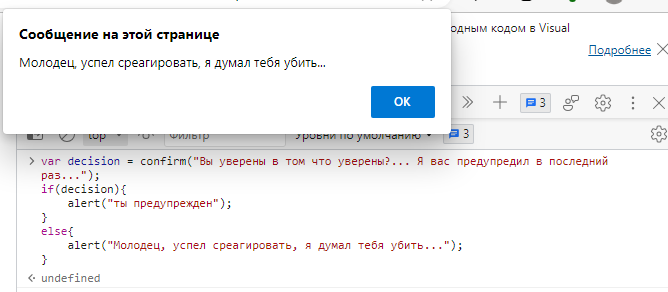 Сообщение на этой странице
Молодец, успел среагировать, я думал тебя убить...
ОК
одным кодом в Visual
Подробнее
3
top
Фильтр
Уровни по умолчанию
3
var decision = confirm("Вы уверены в том что уверены?... Я вас предупредил в последний
раз...");
if(decision){
alert("ты предупрежден");
}
else{
alert("Молодец, успел среагировать, я думал тебя убить...");
}
undefined